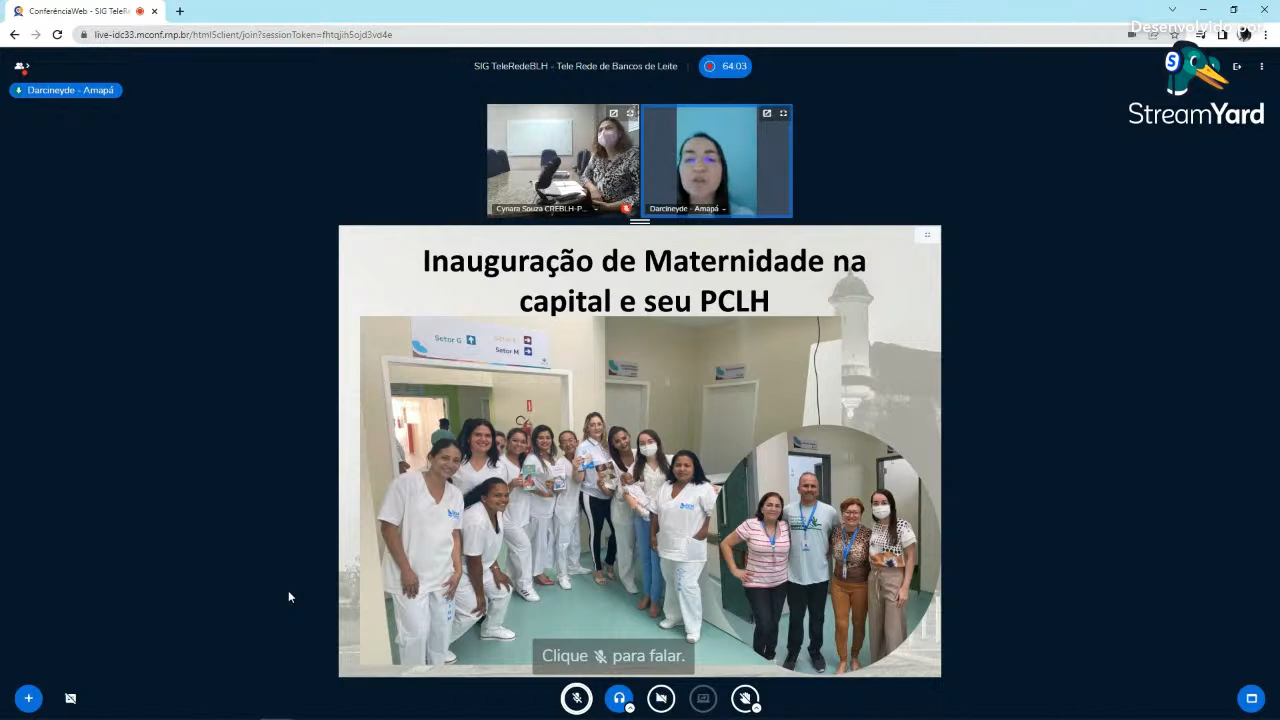 ConferênciaWeb - SIG TeleR
live-idc33.mconf.rnp.br/html5client/join?sessionToken=fhtqjih5ojd3vd4e
Desenvolvido por
StreamYard
SIG TeleRedeBLH - Tele Rede de Bancos de Leite
64:03
Darcineyde - Amapá
Cynara Souza CREBLH-P...
Darcineyde - Amapá
Inauguração de Maternidade na
capital e seu PCLH
Setor G
Setor M
Clique para falar.